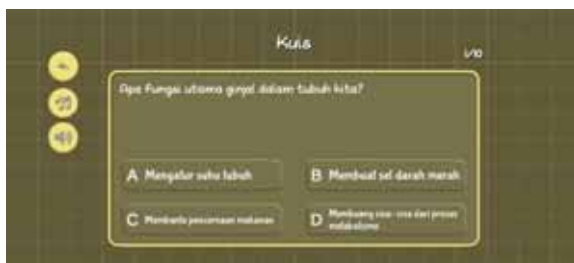 Kuis
1/10
Apa Fungsi utama ginjal dalam tubuh kita?
A Mengatur suhu tubuh
B Membuat sel darah merah
C Membantu pencernaan makanan
D Membuang sisa-sisa dari proses
metabolisme